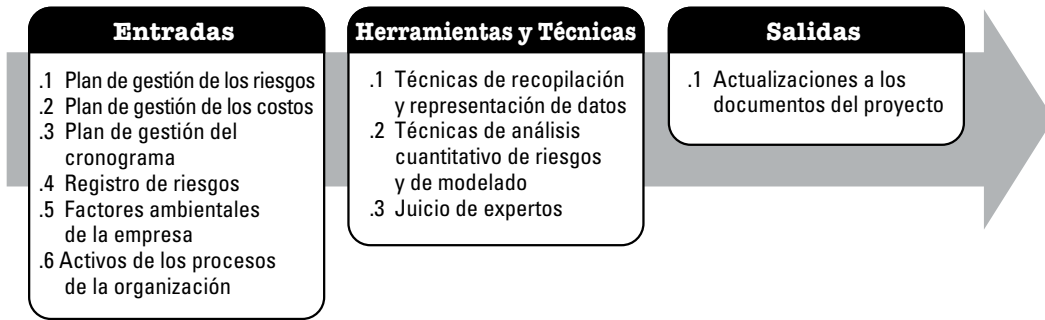 Entradas
.1 Plan de gestión de los riesgos
.2 Plan de gestión de los costos
.3 Plan de gestión del
cronograma
.4 Registro de riesgos
.5 Factores ambientales
de la empresa
.6 Activos de los procesos
de la organización
Herramientas y Técnicas
.1 Técnicas de recopilación
y representación de datos
.2 Técnicas de análisis
cuantitativo de riesgos
y de modelado
.3 Juicio de expertos
Salidas
.1 Actualizaciones a los
documentos del proyecto